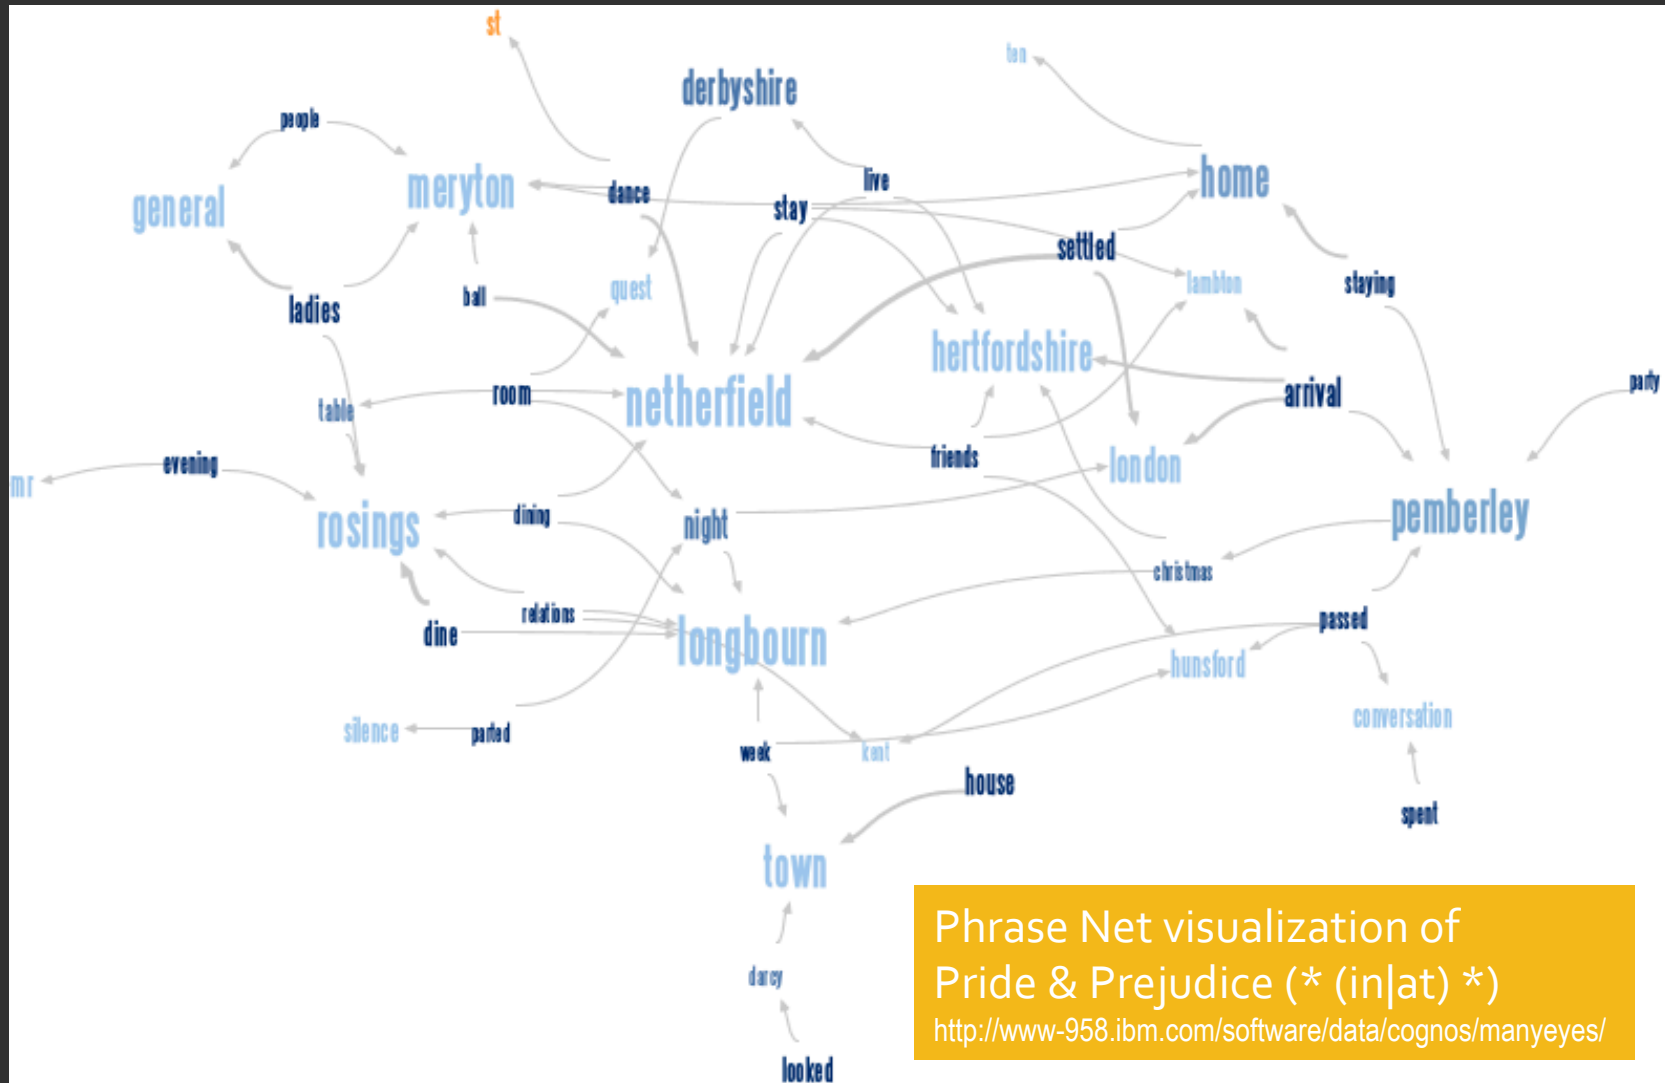 st
ten
derbyshire
people
meryton
home
live
dance
general
stay
settled
quest
lambton
staying
ball
ladies
hertfordshire
party
room
arrival
netherfield
table
friends
evening
london
mr
rosings
dining
night
pemberley
christmas
relations
passed
dine
longbourn
hunsford
conversation
silence
parted
week
kent
house
spent
town
darcy
looked
Phrase Net visualization of
Pride & Prejudice (* (in|at) *)
http://www-958.ibm.com/software/data/cognos/manyeyes/